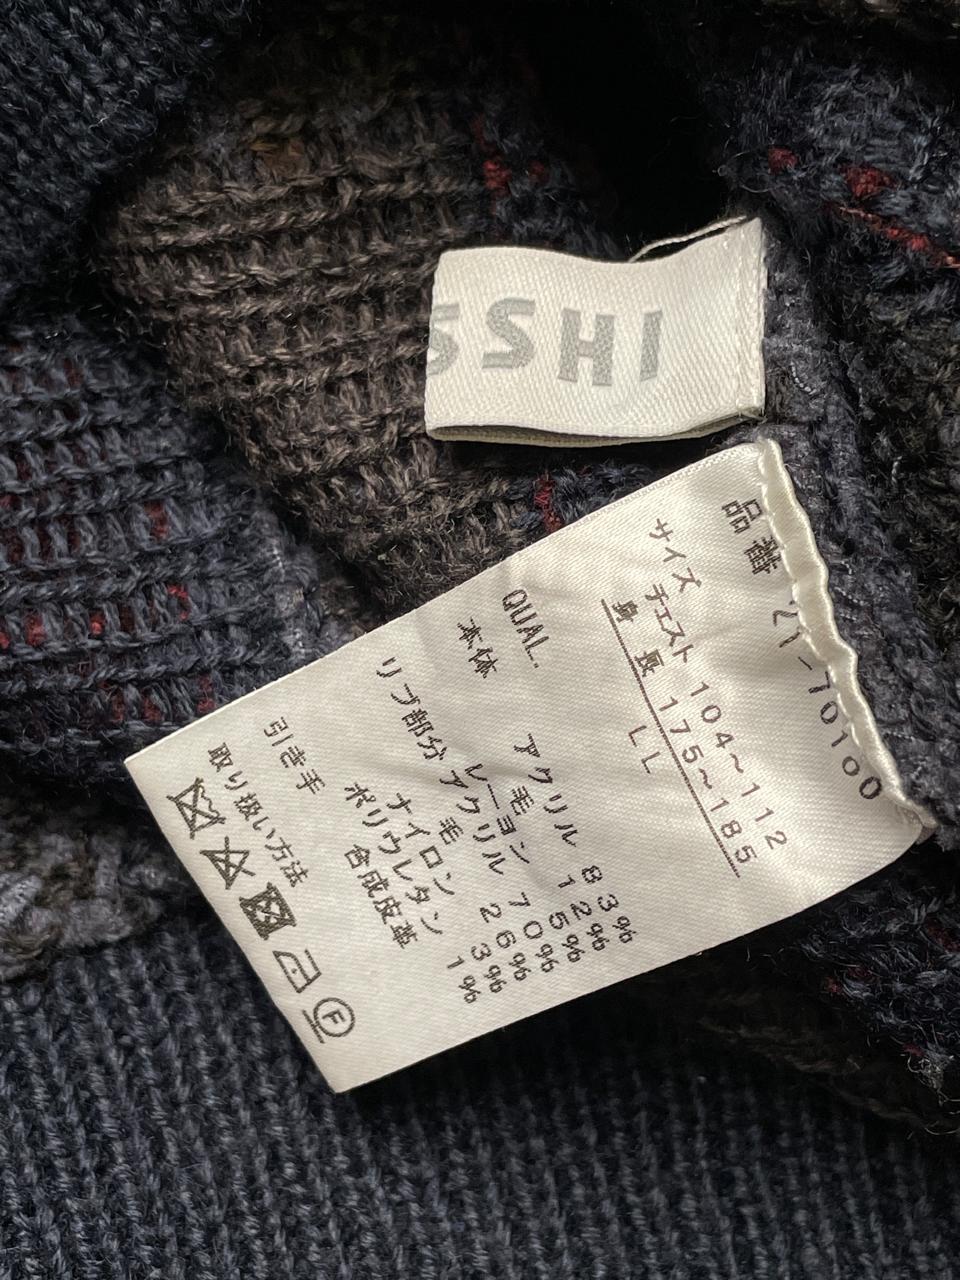 SSHI
品番 21-70100
サイズ
チェスト 104～112
身長 175～185
LL
QUAL.
本体 アクリル 83%
毛 12%
レーヨン 5%
リブ部分 アクリル 70%
毛 26%
ナイロン 3%
ポリウレタン 1%
引き手 合成皮革
取り扱い方法
F